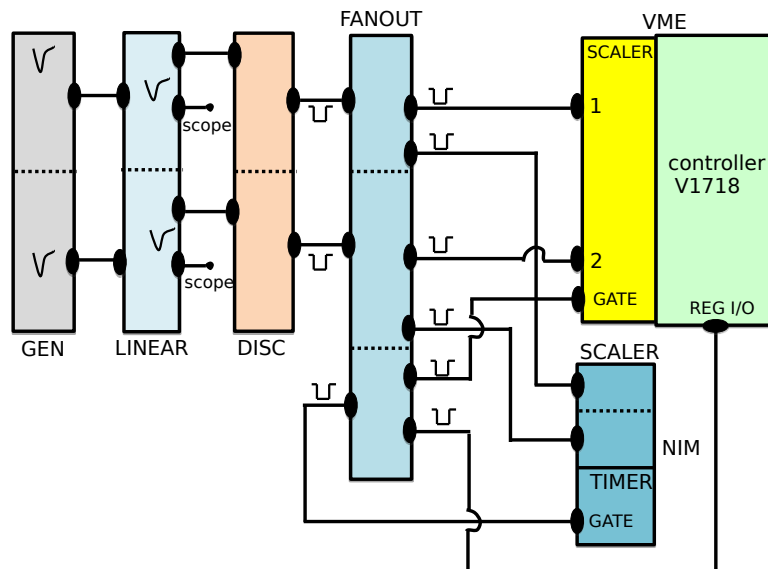 FANOUT
VME
SCALER
1
scope
controller
V1718
2
scope
GATE
REG I/O
GEN
LINEAR
DISC
SCALER
NIM
TIMER
GATE